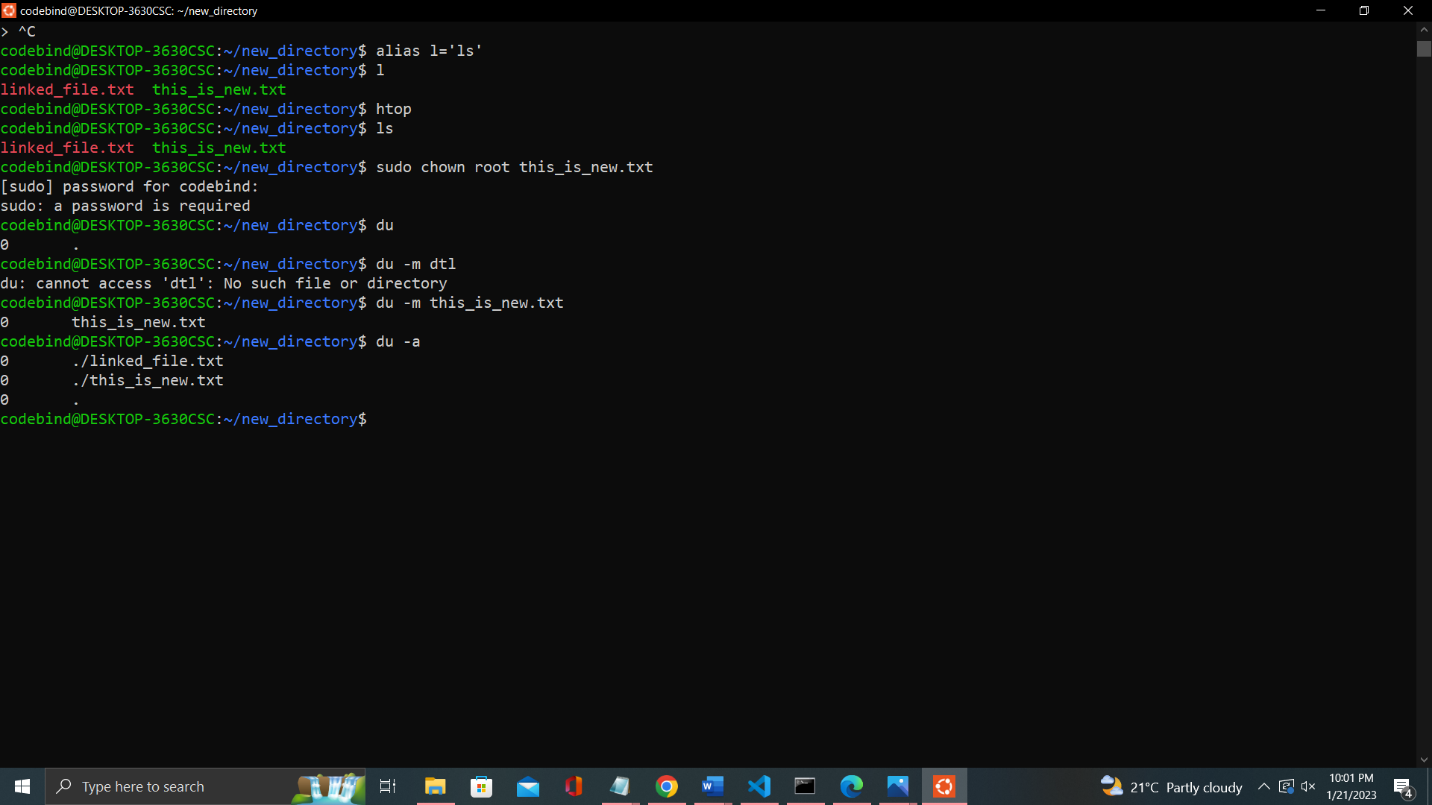 codebind@DESKTOP-3630CSC: ~/new_directory
> ^C
codebind@DESKTOP-3630CSC:~/new_directory$ alias l='ls'
codebind@DESKTOP-3630CSC:~/new_directory$ l
linked_file.txt  this_is_new.txt
codebind@DESKTOP-3630CSC:~/new_directory$ htop
codebind@DESKTOP-3630CSC:~/new_directory$ ls
linked_file.txt  this_is_new.txt
codebind@DESKTOP-3630CSC:~/new_directory$ sudo chown root this_is_new.txt
[sudo] password for codebind:
sudo: a password is required
codebind@DESKTOP-3630CSC:~/new_directory$ du
0       .
codebind@DESKTOP-3630CSC:~/new_directory$ du -m dtl
du: cannot access 'dtl': No such file or directory
codebind@DESKTOP-3630CSC:~/new_directory$ du -m this_is_new.txt
0       this_is_new.txt
codebind@DESKTOP-3630CSC:~/new_directory$ du -a
0       ./linked_file.txt
0       ./this_is_new.txt
0       .
codebind@DESKTOP-3630CSC:~/new_directory$
Type here to search
21°C Partly cloudy
10:01 PM
1/21/2023
4